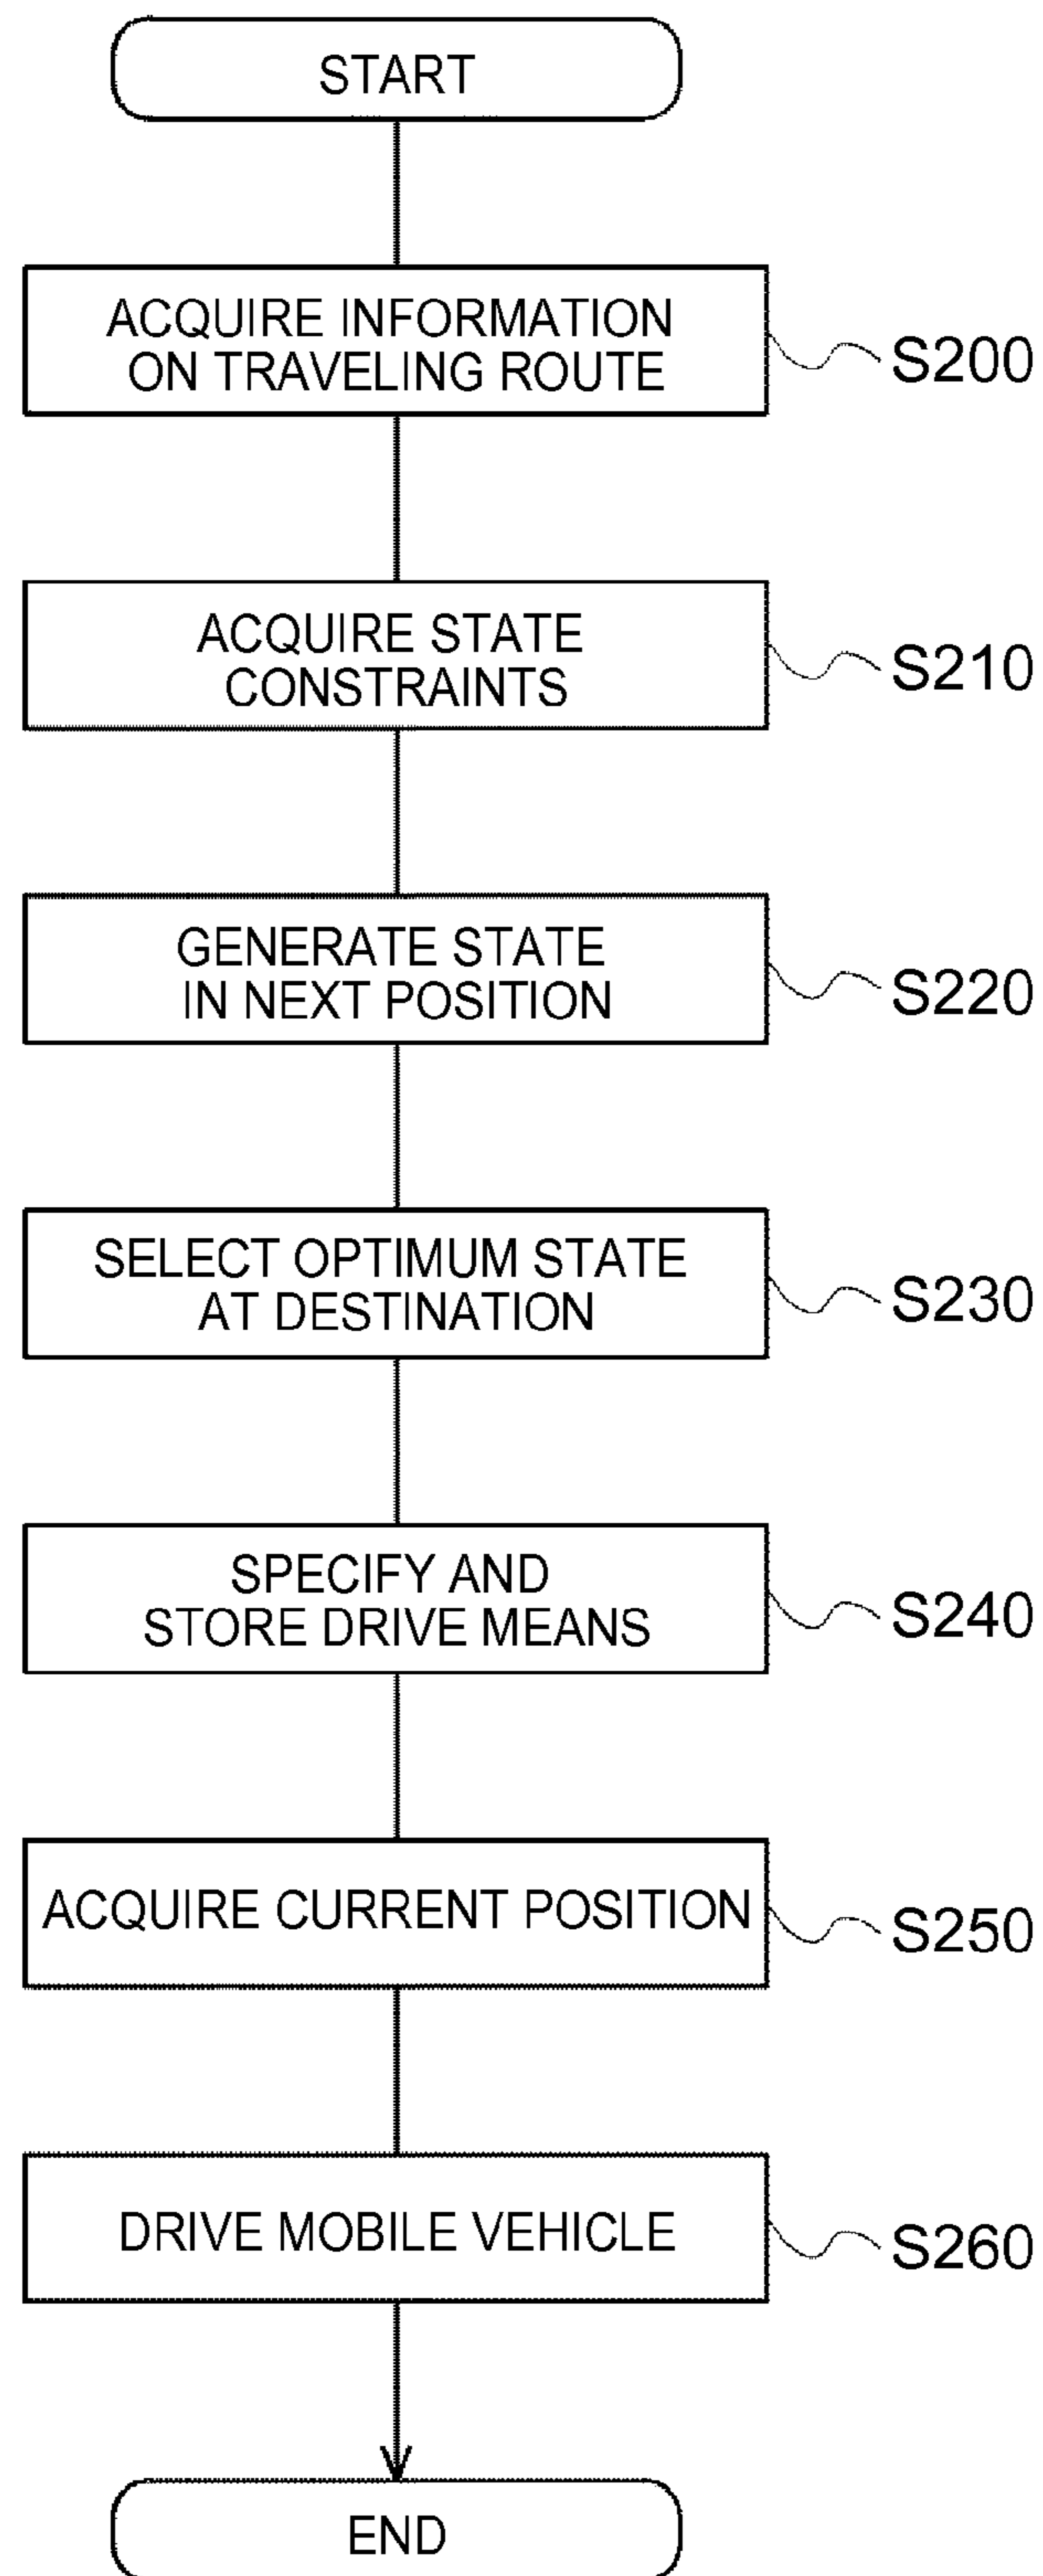 START
ACQUIRE INFORMATION
ON TRAVELING ROUTE
S200
ACQUIRE STATE
CONSTRAINTS
S210
GENERATE STATE
IN NEXT POSITION
S220
SELECT OPTIMUM STATE
AT DESTINATION
S230
SPECIFY AND
STORE DRIVE MEANS
S240
ACQUIRE CURRENT POSITION
S250
DRIVE MOBILE VEHICLE
S260
END